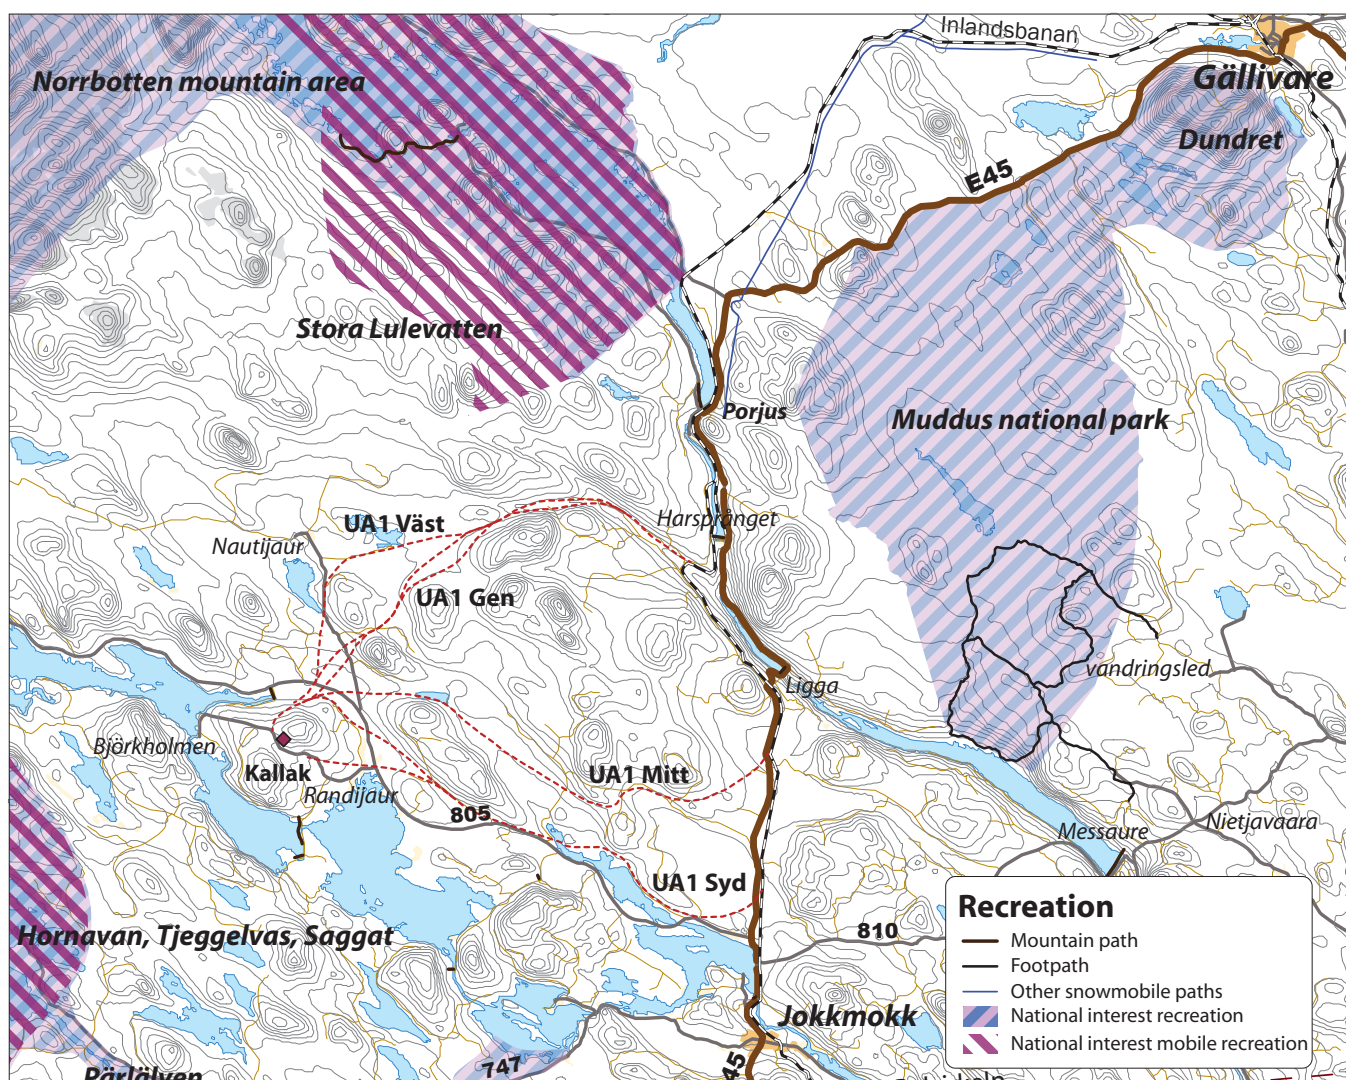 Inlandsbanan
Gällivare
Norrbotten mountain area
Dundret
E45
Stora Lulevatten
Porjus
Muddus national park
UA1 Väst
Harsprånget
Nautijaur
UA1 Gen
vandringsled
Ligga
Björkholmen
Kallak
UA1 Mitt
Randijaur
805
Messaure
Nietjavaara
UA1 Syd
Hornavan, Tjeggelvas, Saggat
810
Jokkmokk
747
45
Pärlälven
Recreation
Mountain path
Footpath
Other snowmobile paths
National interest recreation
National interest mobile recreation